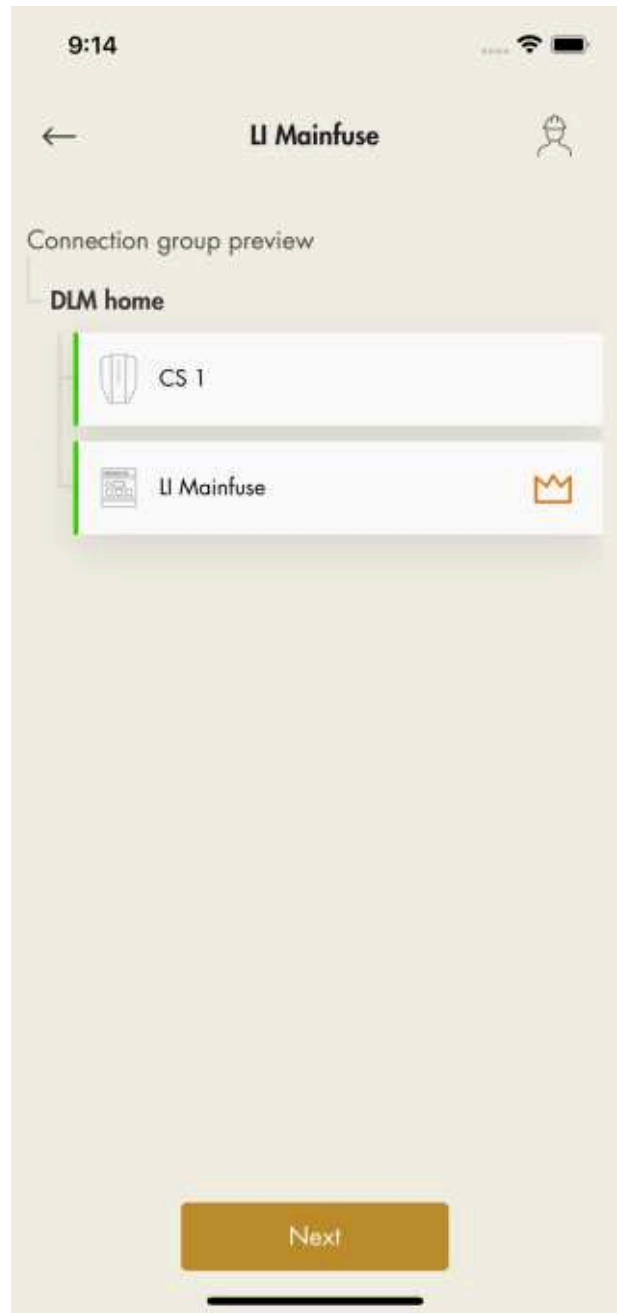 9:14
LI Mainfuse
Connection group preview
DLM home
CS 1
LI Mainfuse
Next